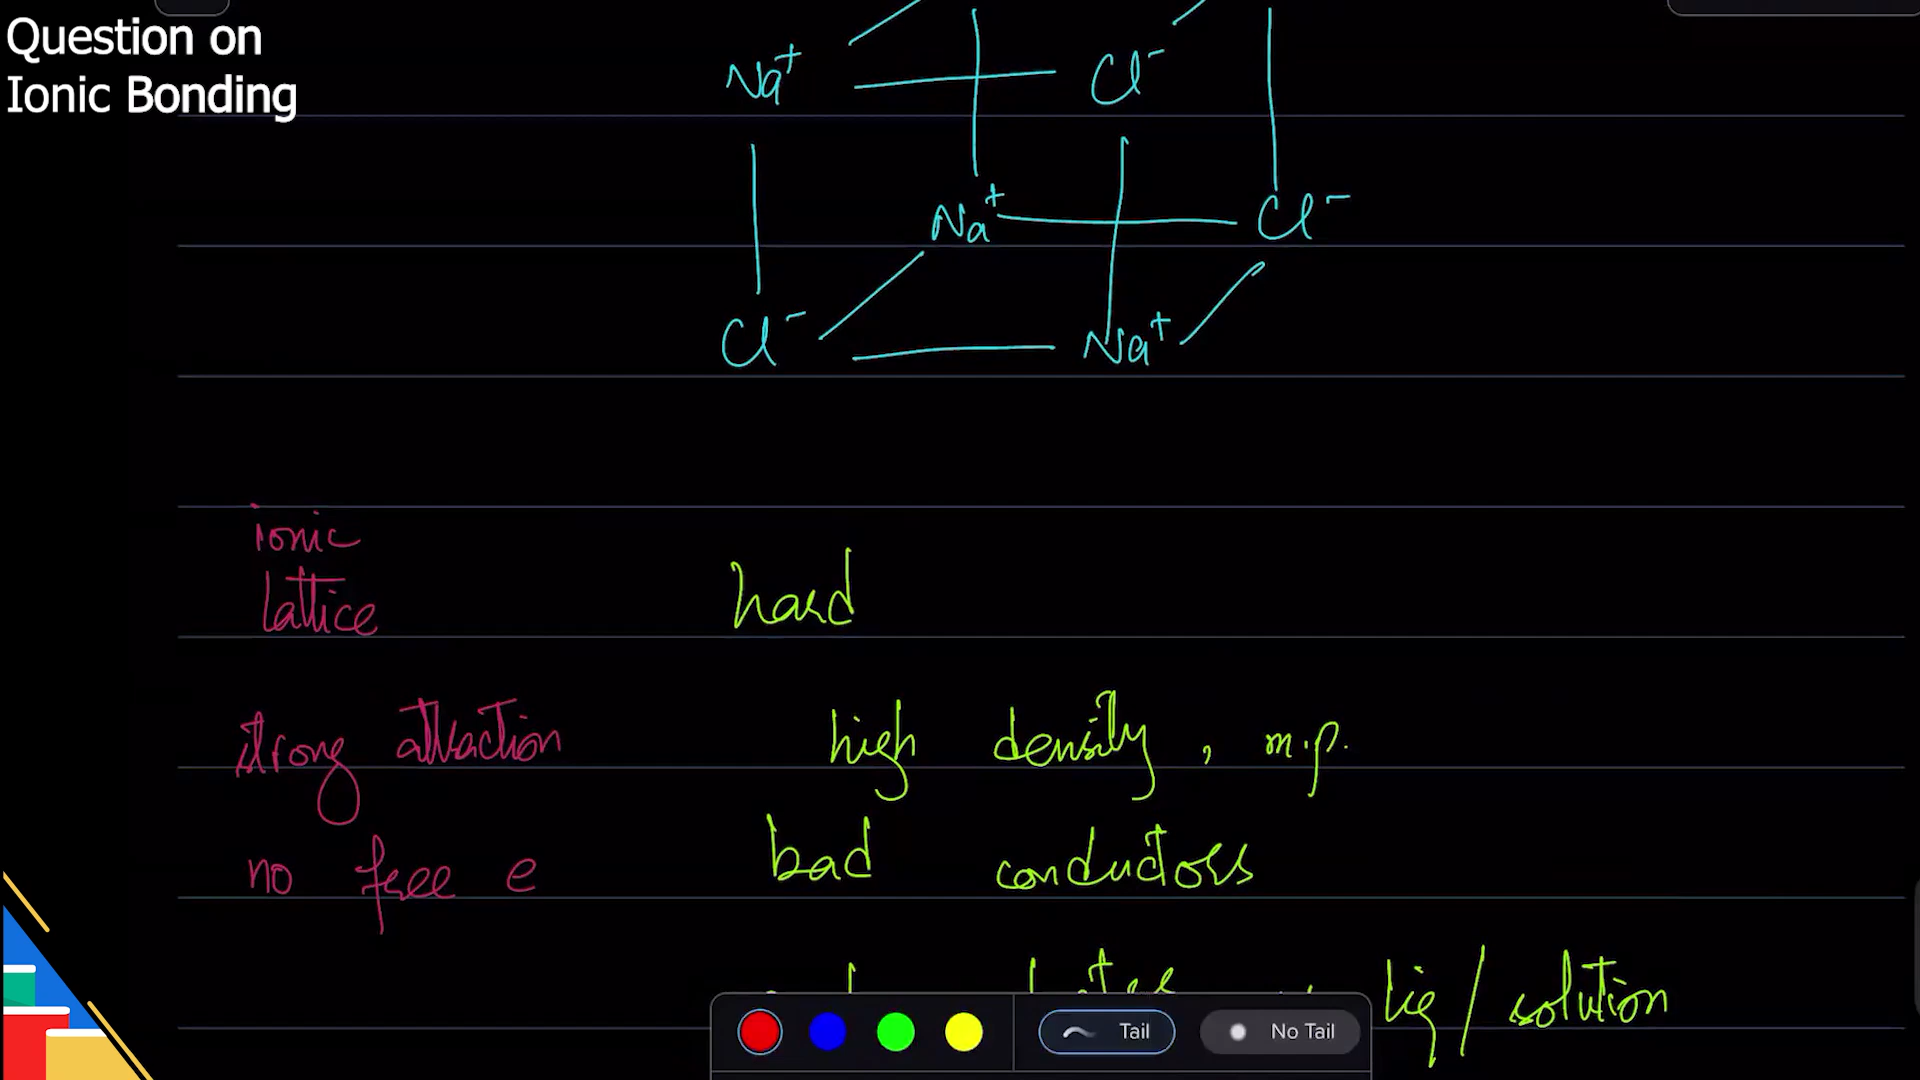 Question on
Ionic Bonding
Na⁺ Cl⁻
Na⁺ Cl⁻
Cl⁻ Na⁺
ionic
lattice hard
strong attraction high density, m.p.
no free e bad conductors
liq/solution
Tail No Tail